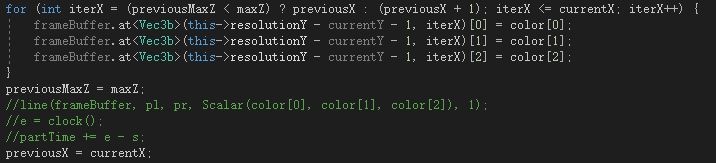 for (int iterX = (previousMaxZ < maxZ) ? previousX : (previousX + 1); iterX <= currentX; iterX++) {
frameBuffer.at<Vec3b>(this->resolutionY - currentY - 1, iterX)[0] = color[0];
frameBuffer.at<Vec3b>(this->resolutionY - currentY - 1, iterX)[1] = color[1];
frameBuffer.at<Vec3b>(this->resolutionY - currentY - 1, iterX)[2] = color[2];
}
previousMaxZ = maxZ;
//line(frameBuffer, pl, pr, Scalar(color[0], color[1], color[2]), 1);
//e = clock();
//partTime += e - s;
previousX = currentX;